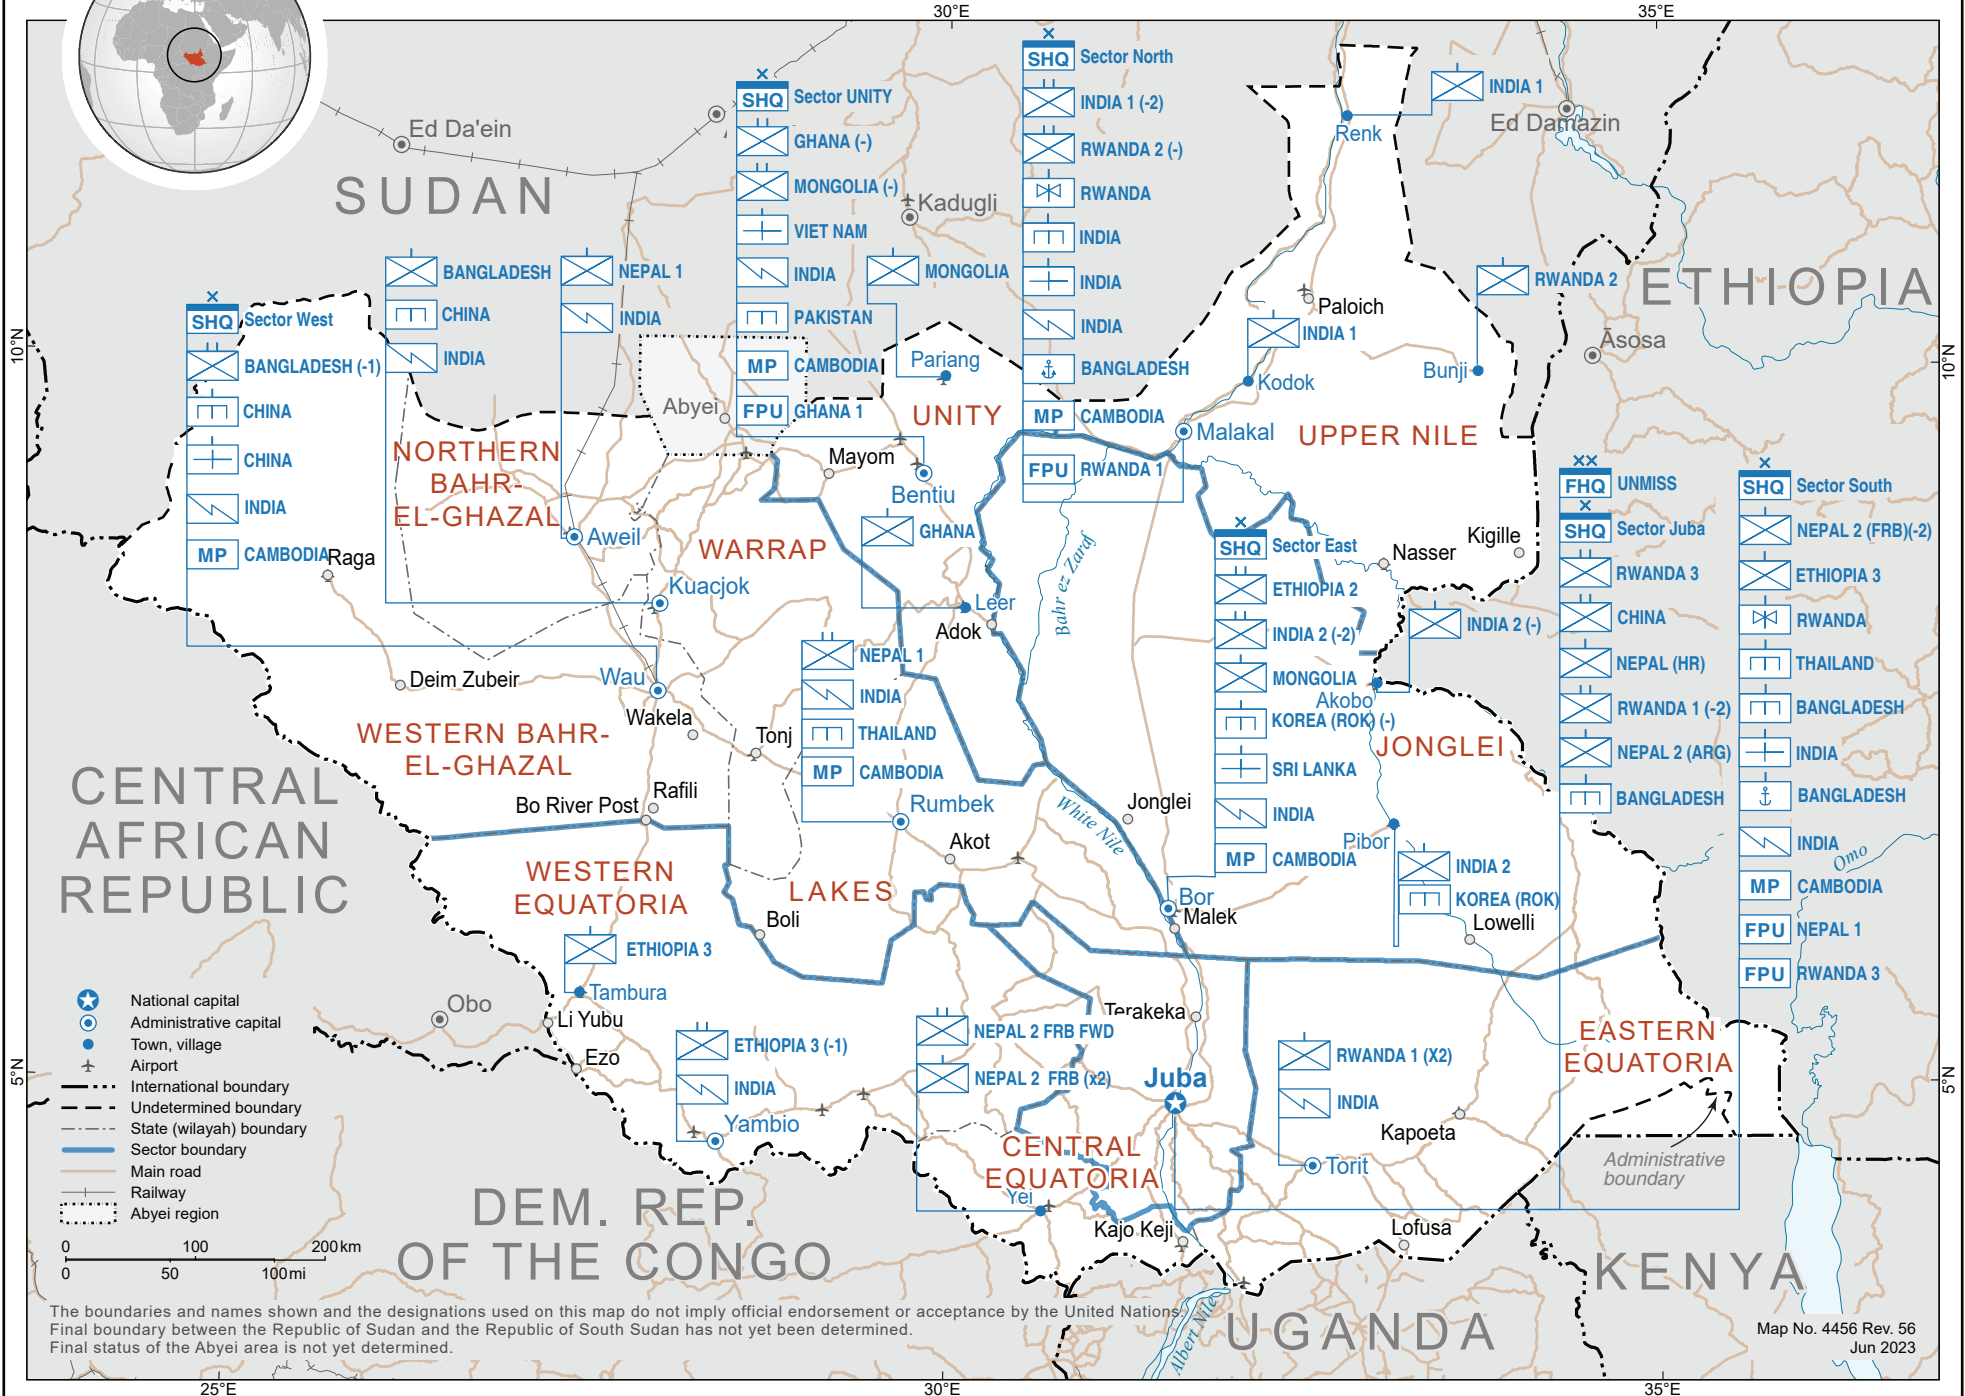 30°E
35°E
SUDAN
Ed Da'ein
Kadugli
Ed Damazin
ETHIOPIA
Āsosa
10°N
10°N
SHQ Sector West
BANGLADESH (-1)
CHINA
CHINA
INDIA
MP CAMBODIA
BANGLADESH
CHINA
INDIA
NEPAL 1
INDIA
SHQ Sector UNITY
GHANA (-)
MONGOLIA (-)
VIET NAM
INDIA
PAKISTAN
MP CAMBODIA
FPU GHANA 1
MONGOLIA
SHQ Sector North
INDIA 1 (-2)
RWANDA 2 (-)
RWANDA
INDIA
INDIA
INDIA
BANGLADESH
MP CAMBODIA
FPU RWANDA 1
INDIA 1
Renk
Paloich
INDIA 1
Kodok
RWANDA 2
Bunji
Pariang
Abyei
UNITY
Malakal
UPPER NILE
NORTHERN
BAHR-
EL-GHAZAL
Mayom
Bentiu
GHANA
Leer
Adok
Bahr ez Zaraf
Aweil
WARRAP
Kuacjok
Raga
Deim Zubeir
Wau
Wakela
Tonj
WESTERN BAHR-
EL-GHAZAL
NEPAL 1
INDIA
THAILAND
MP CAMBODIA
Rumbek
Akot
Rafili
Bo River Post
CENTRAL
AFRICAN
REPUBLIC
SHQ Sector East
ETHIOPIA 2
INDIA 2 (-2)
MONGOLIA
KOREA (ROK) (-)
SRI LANKA
INDIA
MP CAMBODIA
Nasser
Kigille
INDIA 2 (-)
Akobo
JONGLEI
Jonglei
White Nile
Pibor
INDIA 2
KOREA (ROK)
Lowelli
Bor
Malek
FHQ UNMISS
SHQ Sector Juba
RWANDA 3
CHINA
NEPAL (HR)
RWANDA 1 (-2)
NEPAL 2 (ARG)
BANGLADESH
SHQ Sector South
NEPAL 2 (FRB)(-2)
ETHIOPIA 3
RWANDA
THAILAND
BANGLADESH
INDIA
BANGLADESH
INDIA
MP CAMBODIA
FPU NEPAL 1
FPU RWANDA 3
Omo
WESTERN
EQUATORIA
LAKES
Boli
ETHIOPIA 3
Tambura
Li Yubu
Ezo
Obo
ETHIOPIA 3 (-1)
INDIA
Yambio
NEPAL 2 FRB FWD
NEPAL 2 FRB (x2)
Terakeka
Juba
CENTRAL
EQUATORIA
Yei
Kajo Keji
RWANDA 1 (X2)
INDIA
Torit
Kapoeta
Lofusa
EASTERN
EQUATORIA
Administrative
boundary
5°N
5°N
National capital
Administrative capital
Town, village
Airport
International boundary
Undetermined boundary
State (wilayah) boundary
Sector boundary
Main road
Railway
Abyei region
0 100 200 km
0 50 100 mi
DEM. REP.
OF THE CONGO
UGANDA
KENYA
Albert Nile
The boundaries and names shown and the designations used on this map do not imply official endorsement or acceptance by the United Nations.
Final boundary between the Republic of Sudan and the Republic of South Sudan has not yet been determined.
Final status of the Abyei area is not yet determined.
Map No. 4456 Rev. 56
Jun 2023
25°E
30°E
35°E